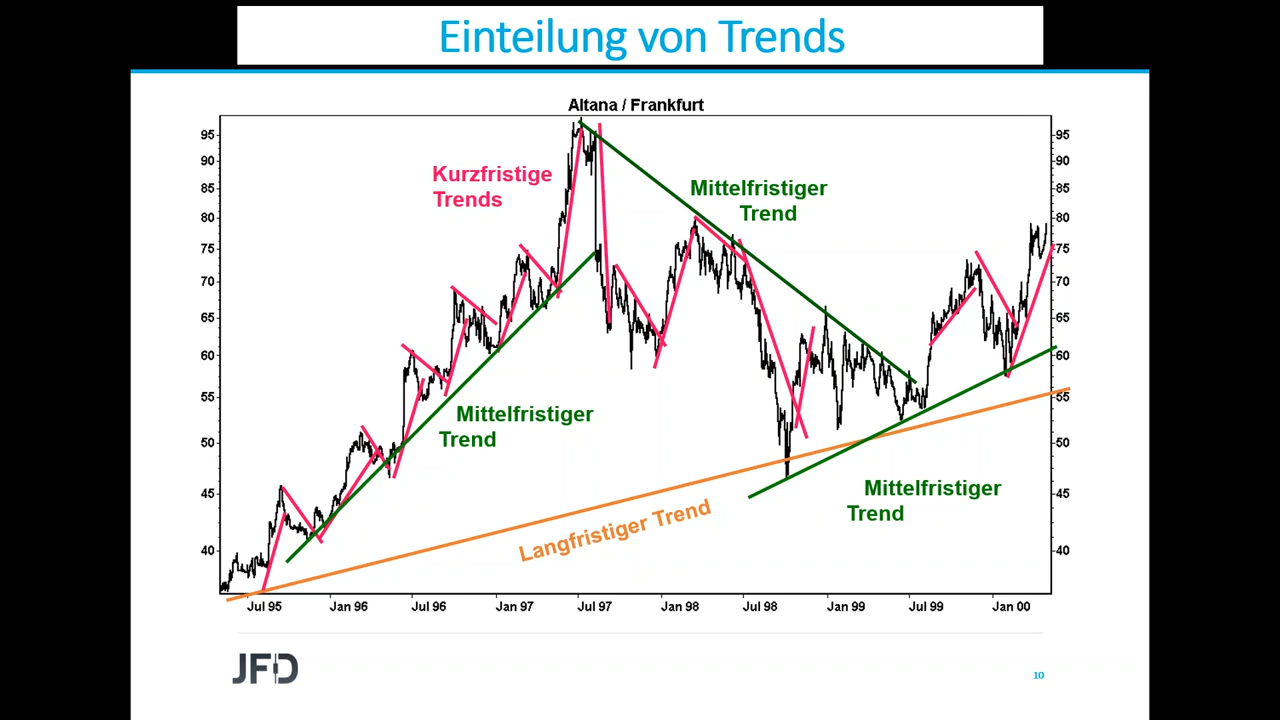 Einteilung von Trends
Altana / Frankfurt
95
90
85
80
75
70
65
60
55
50
45
40
95
90
85
80
75
70
65
60
55
50
45
40
Kurzfristige
Trends
Mittelfristiger
Trend
Mittelfristiger
Trend
Mittelfristiger
Trend
Langfristiger Trend
Jul 95 Jan 96 Jul 96 Jan 97 Jul 97 Jan 98 Jul 98 Jan 99 Jul 99 Jan 00
JFD
10